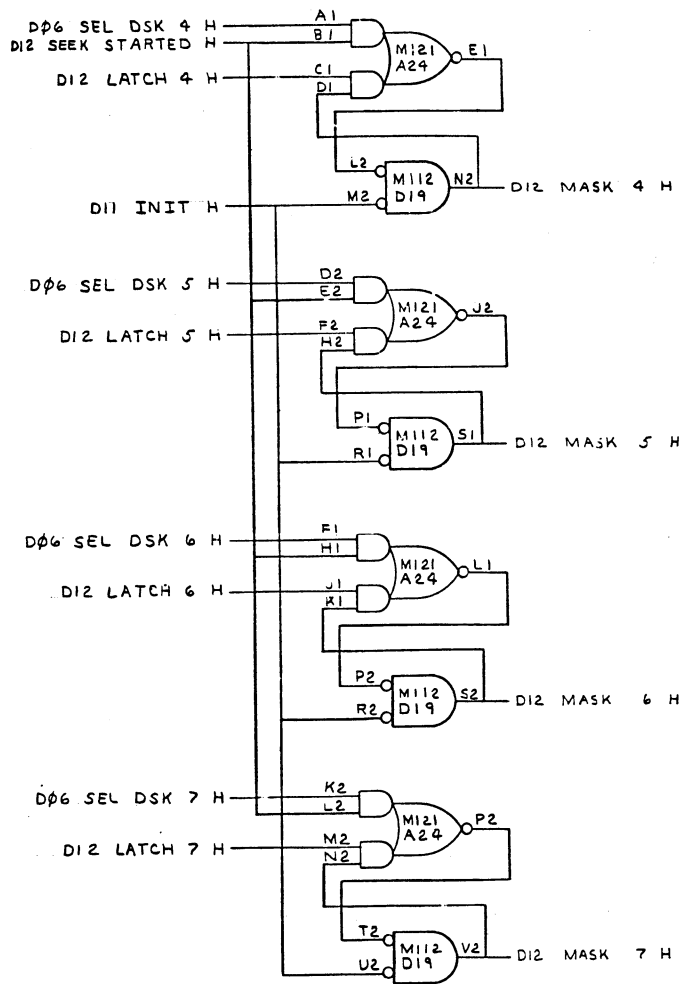 A1
DØ6 SEL DSK 4 H
B1
D12 SEEK STARTED H
M121
A24
E1
C1
D12 LATCH 4 H
D1
L2
M112
D19
N2
D12 MASK 4 H
M2
D11 INIT H
D2
DØ6 SEL DSK 5 H
E2
M121
A24
J2
F2
D12 LATCH 5 H
H2
P1
M112
D19
S1
D12 MASK 5 H
R1
F1
DØ6 SEL DSK 6 H
H1
M121
A24
L1
J1
D12 LATCH 6 H
K1
P2
M112
D19
S2
D12 MASK 6 H
R2
K2
DØ6 SEL DSK 7 H
L2
M121
A24
P2
M2
D12 LATCH 7 H
N2
T2
M112
D19
V2
D12 MASK 7 H
U2